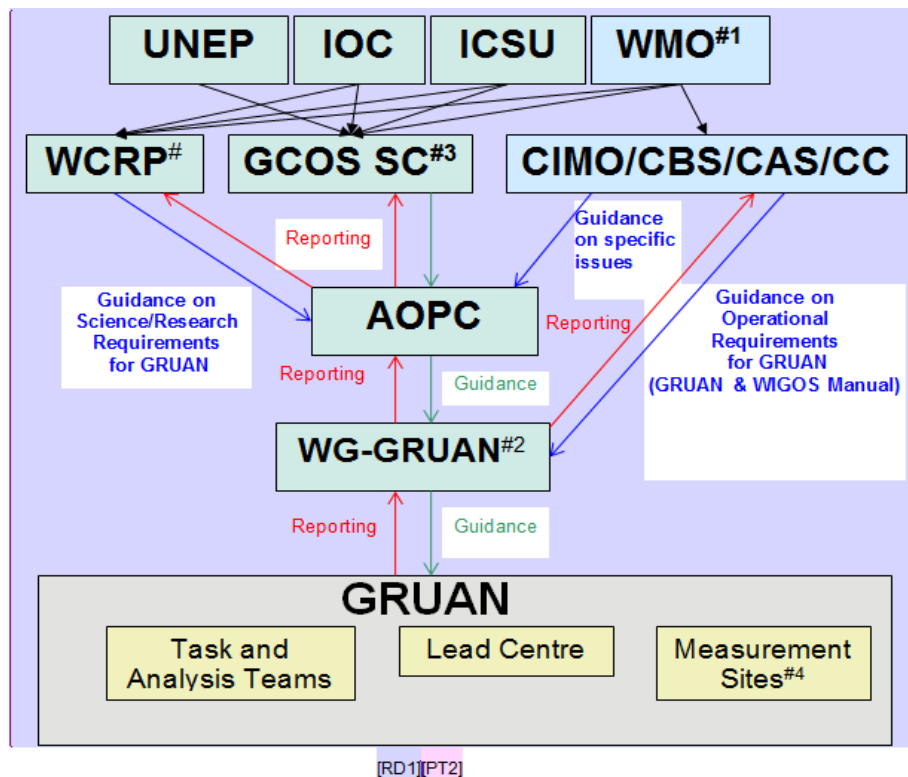 UNEP
IOC
ICSU
WMO#1
WCRP#
GCOS SC#3
CIMO/CBS/CAS/CC
Reporting
Guidance
on specific
issues
Guidance on
Science/Research
Requirements
for GRUAN
AOPC
Reporting
Guidance on
Operational
Requirements
for GRUAN
(GRUAN & WIGOS Manual)
Reporting
Guidance
WG-GRUAN#2
Reporting
Guidance
GRUAN
Task and
Analysis Teams
Lead Centre
Measurement
Sites#4
[RD1][PT2]